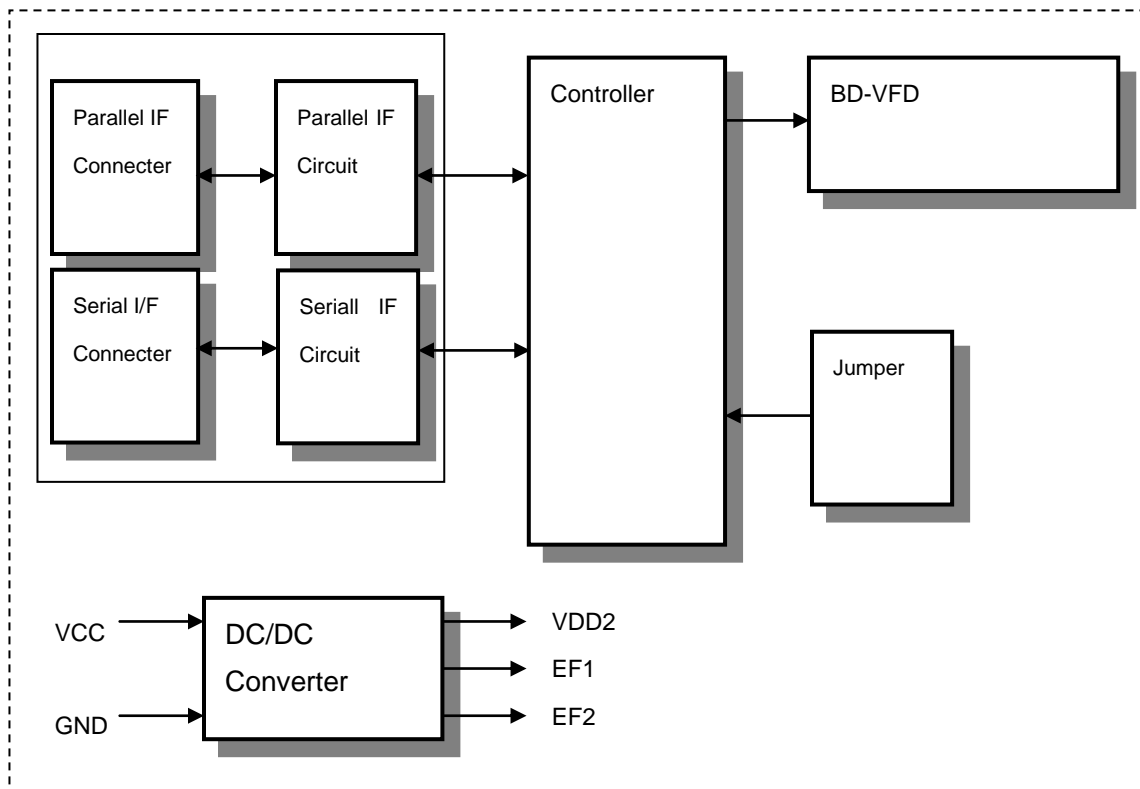 Parallel IF
Connecter
Parallel IF
Circuit
Controller
BD-VFD
Serial I/F
Connecter
Seriall IF
Circuit
Jumper
VCC
GND
DC/DC
Converter
VDD2
EF1
EF2